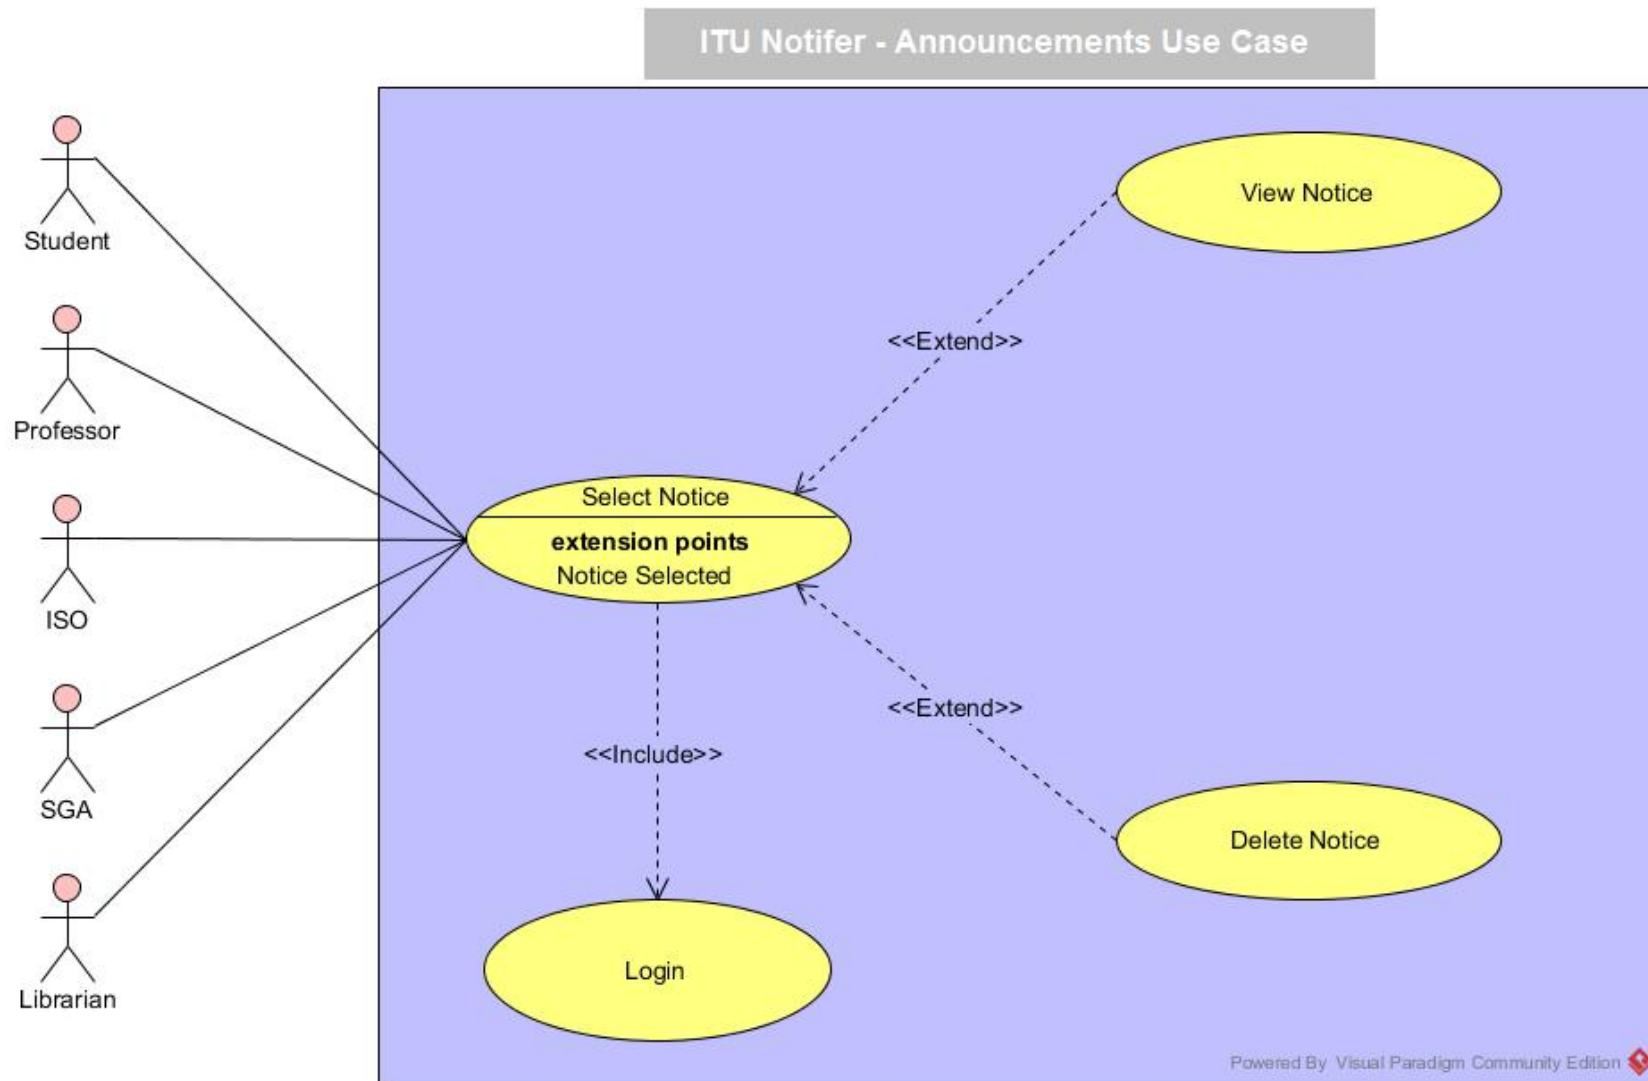 ITU Notifer - Announcements Use Case
Student
Professor
ISO
SGA
Librarian
View Notice
<<Extend>>
Select Notice
extension points
Notice Selected
<<Extend>>
<<Include>>
Delete Notice
Login
Powered By Visual Paradigm Community Edition